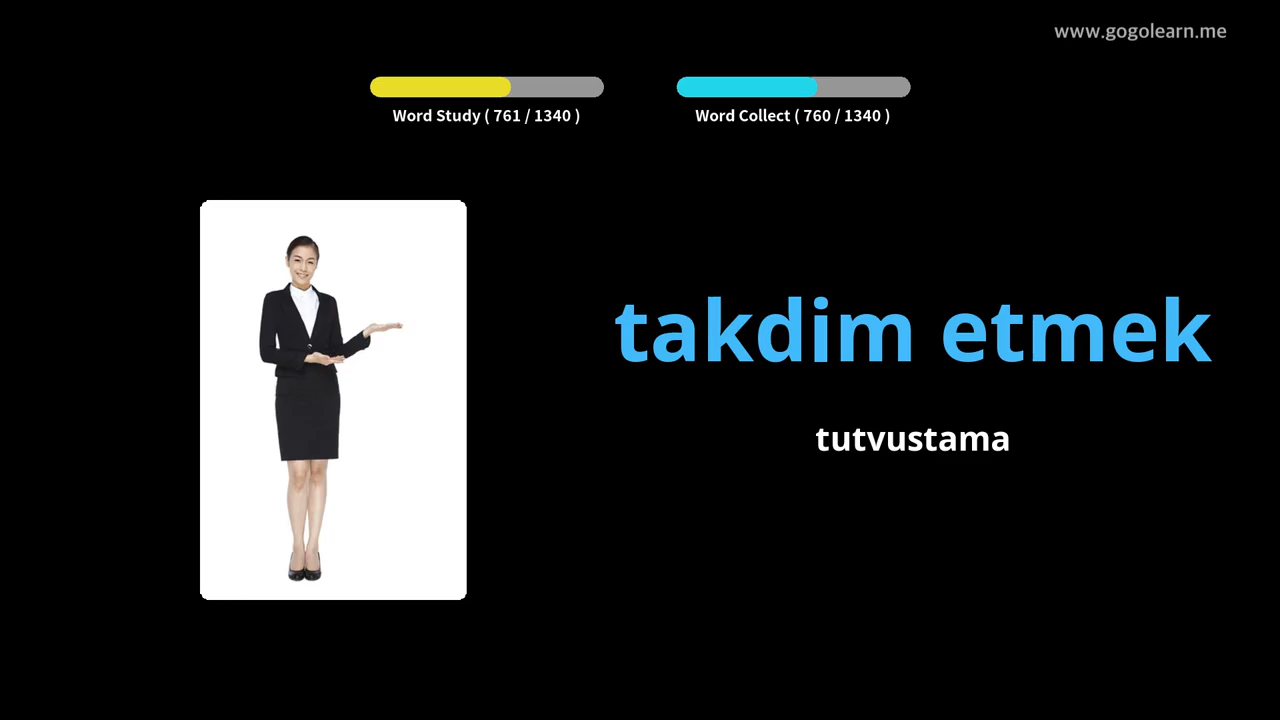 www.gogolearn.me
Word Study ( 761 / 1340 )
Word Collect ( 760 / 1340 )
takdim etmek
tutvustama